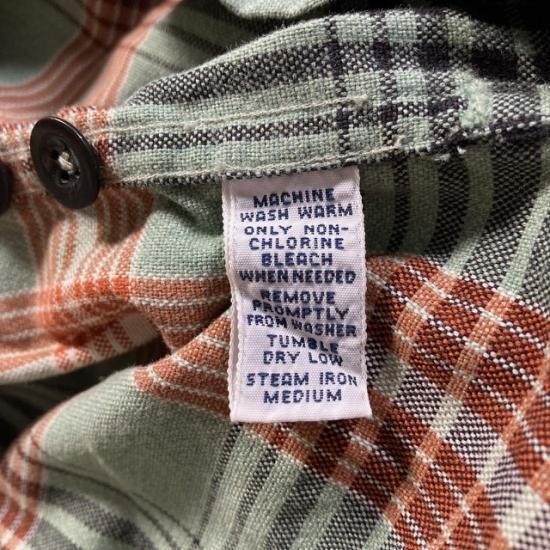 MACHINE
WASH WARM
ONLY NON-
CHLORINE
BLEACH
WHEN NEEDED
REMOVE
PROMPTLY
FROM WASHER
TUMBLE
DRY LOW
STEAM IRON
MEDIUM